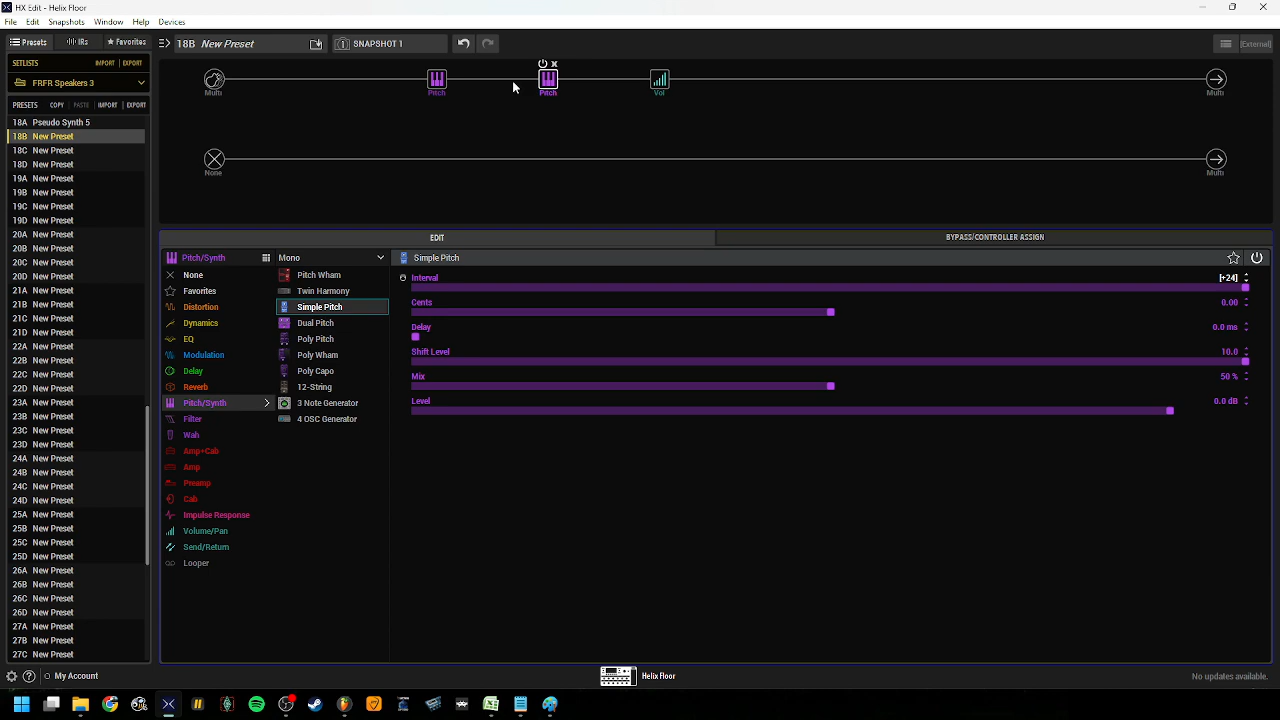 HX Edit - Helix Floor
File Edit Snapshots Window Help Devices
Presets IRs Favorites
18B New Preset
SNAPSHOT 1
[External]
SETLISTS IMPORT EXPORT
FRFR Speakers 3
PRESETS COPY PASTE IMPORT EXPORT
18A Pseudo Synth 5
18B New Preset
18C New Preset
18D New Preset
19A New Preset
19B New Preset
19C New Preset
19D New Preset
20A New Preset
20B New Preset
20C New Preset
20D New Preset
21A New Preset
21B New Preset
21C New Preset
21D New Preset
22A New Preset
22B New Preset
22C New Preset
22D New Preset
23A New Preset
23B New Preset
23C New Preset
23D New Preset
24A New Preset
24B New Preset
24C New Preset
24D New Preset
25A New Preset
25B New Preset
25C New Preset
25D New Preset
26A New Preset
26B New Preset
26C New Preset
26D New Preset
27A New Preset
27B New Preset
27C New Preset
Multi Pitch Pitch Vol Multi
None Multi
EDIT BYPASS/CONTROLLER ASSIGN
Pitch/Synth
None
Favorites
Distortion
Dynamics
EQ
Modulation
Delay
Reverb
Pitch/Synth
Filter
Wah
Amp+Cab
Amp
Preamp
Cab
Impulse Response
Volume/Pan
Send/Return
Looper
Mono
Pitch Wham
Twin Harmony
Simple Pitch
Dual Pitch
Poly Pitch
Poly Wham
Poly Capo
12-String
3 Note Generator
4 OSC Generator
Simple Pitch
Interval [+24]
Cents 0.00
Delay 0.0 ms
Shift Level 10.0
Mix 50 %
Level 0.0 dB
My Account
Helix Floor
No updates available.